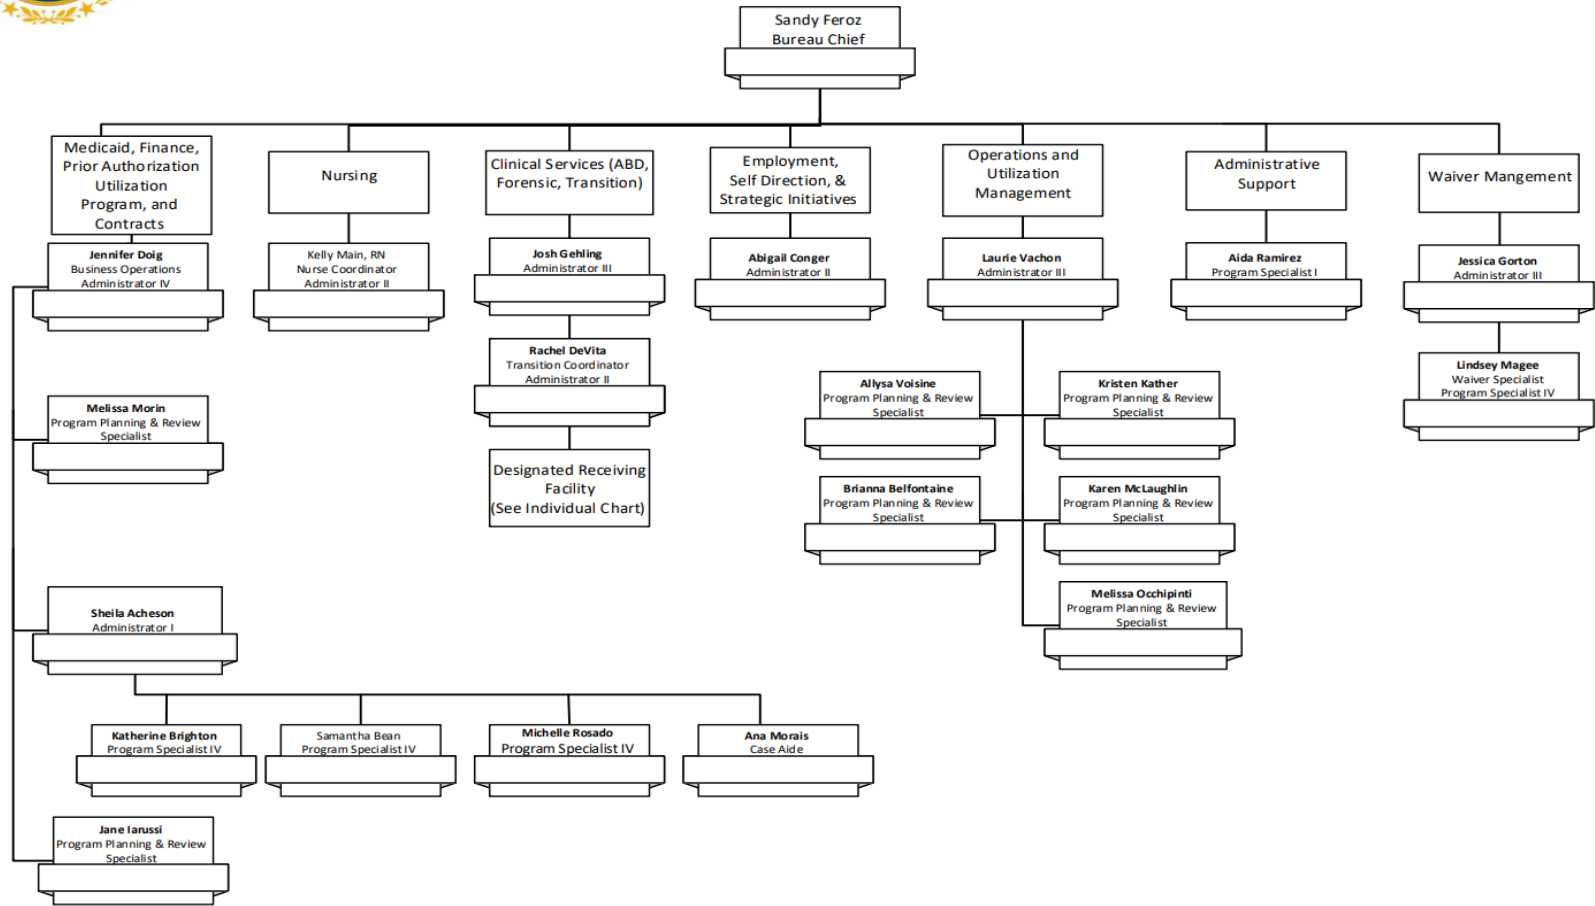 Sandy Feroz
Bureau Chief
Medicaid, Finance,
Prior Authorization
Utilization
Program, and
Contracts
Nursing
Clinical Services (ABD,
Forensic, Transition)
Employment,
Self Direction, &
Strategic Initiatives
Operations and
Utilization
Management
Administrative
Support
Waiver Mangement
Jennifer Doig
Business Operations
Administrator IV
Kelly Main, RN
Nurse Coordinator
Administrator II
Josh Gehling
Administrator III
Abigail Conger
Administrator II
Laurie Vachon
Administrator III
Aida Ramirez
Program Specialist I
Jessica Gorton
Administrator III
Rachel DeVita
Transition Coordinator
Administrator II
Lindsey Magee
Waiver Specialist
Program Specialist IV
Melissa Morin
Program Planning & Review
Specialist
Allysa Voisine
Program Planning & Review
Specialist
Kristen Kather
Program Planning & Review
Specialist
Designated Receiving
Facility
(See Individual Chart)
Brianna Belfontaine
Program Planning & Review
Specialist
Karen McLaughlin
Program Planning & Review
Specialist
Melissa Occhipinti
Program Planning & Review
Specialist
Sheila Acheson
Administrator I
Katherine Brighton
Program Specialist IV
Samantha Bean
Program Specialist IV
Michelle Rosado
Program Specialist IV
Ana Morais
Case Aide
Jane Iarussi
Program Planning & Review
Specialist